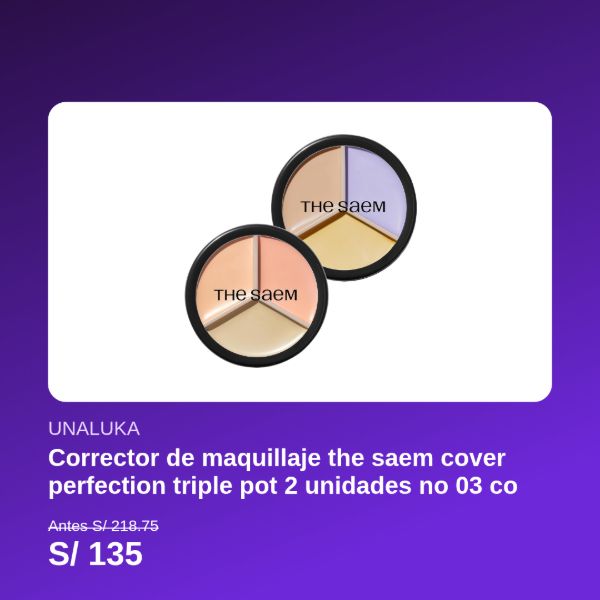 THE SAEM
THE SAEM
UNALUKA
Corrector de maquillaje the saem cover
perfection triple pot 2 unidades no 03 co
Antes S/ 218.75
S/ 135